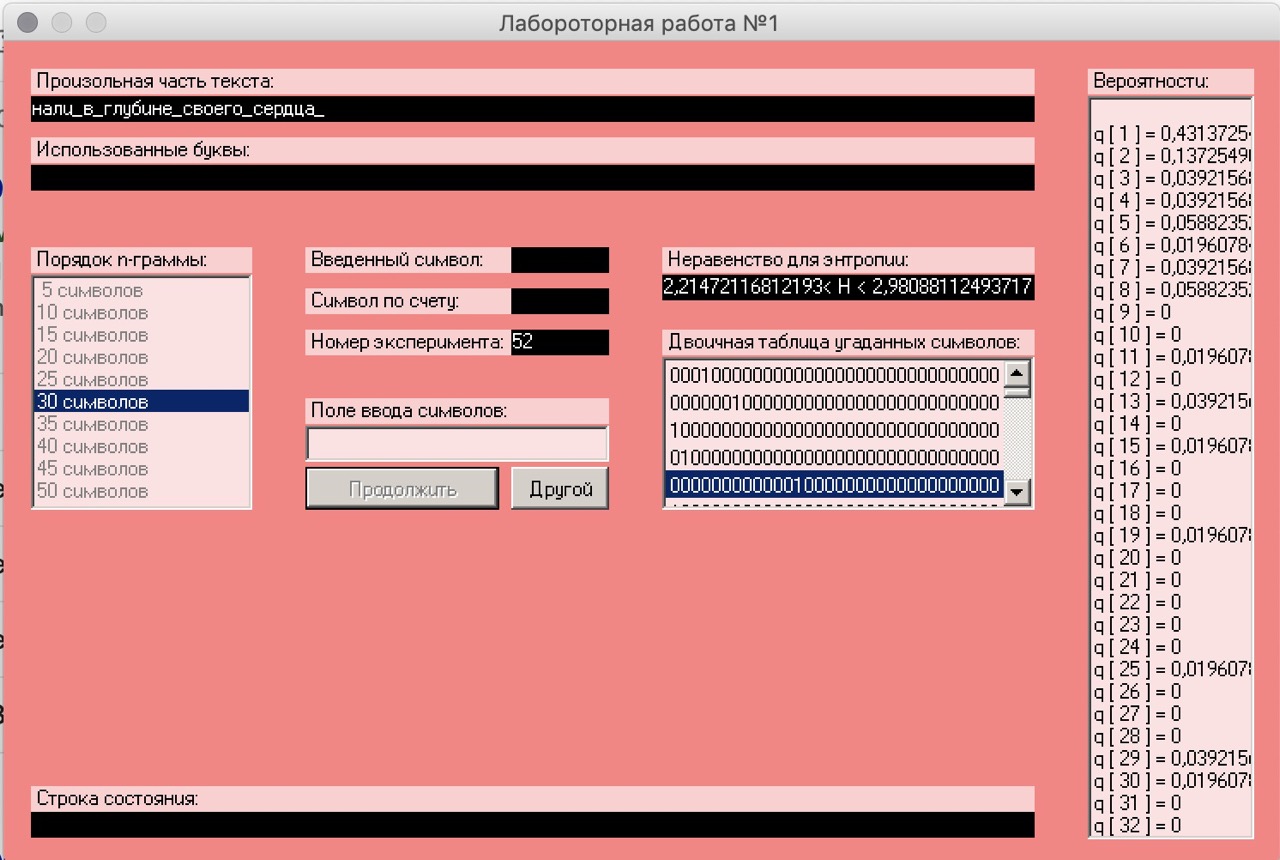 Лабороторная работа №1
Произольная часть текста:
нали_в_глубине_своего_сердца_
Использованные буквы:
Порядок n-граммы:
5 символов
10 символов
15 символов
20 символов
25 символов
30 символов
35 символов
40 символов
45 символов
50 символов
Введенный символ:
Символ по счету:
Номер эксперимента: 52
Поле ввода символов:
Продолжить
Другой
Неравенство для энтропии:
2,21472116812193< H < 2,98088112493717
Двоичная таблица угаданных символов:
00010000000000000000000000000000
00000010000000000000000000000000
10000000000000000000000000000000
01000000000000000000000000000000
00000000000010000000000000000000
Вероятности:
q [ 1 ] = 0,4313725
q [ 2 ] = 0,1372549
q [ 3 ] = 0,0392156
q [ 4 ] = 0,0392156
q [ 5 ] = 0,0588235
q [ 6 ] = 0,0196078
q [ 7 ] = 0,0392156
q [ 8 ] = 0,0588235
q [ 9 ] = 0
q [ 10 ] = 0
q [ 11 ] = 0,019607
q [ 12 ] = 0
q [ 13 ] = 0,03921
q [ 14 ] = 0
q [ 15 ] = 0,019607
q [ 16 ] = 0
q [ 17 ] = 0
q [ 18 ] = 0
q [ 19 ] = 0,019607
q [ 20 ] = 0
q [ 21 ] = 0
q [ 22 ] = 0
q [ 23 ] = 0
q [ 24 ] = 0
q [ 25 ] = 0,019607
q [ 26 ] = 0
q [ 27 ] = 0
q [ 28 ] = 0
q [ 29 ] = 0,03921
q [ 30 ] = 0,019607
q [ 31 ] = 0
q [ 32 ] = 0
Строка состояния: